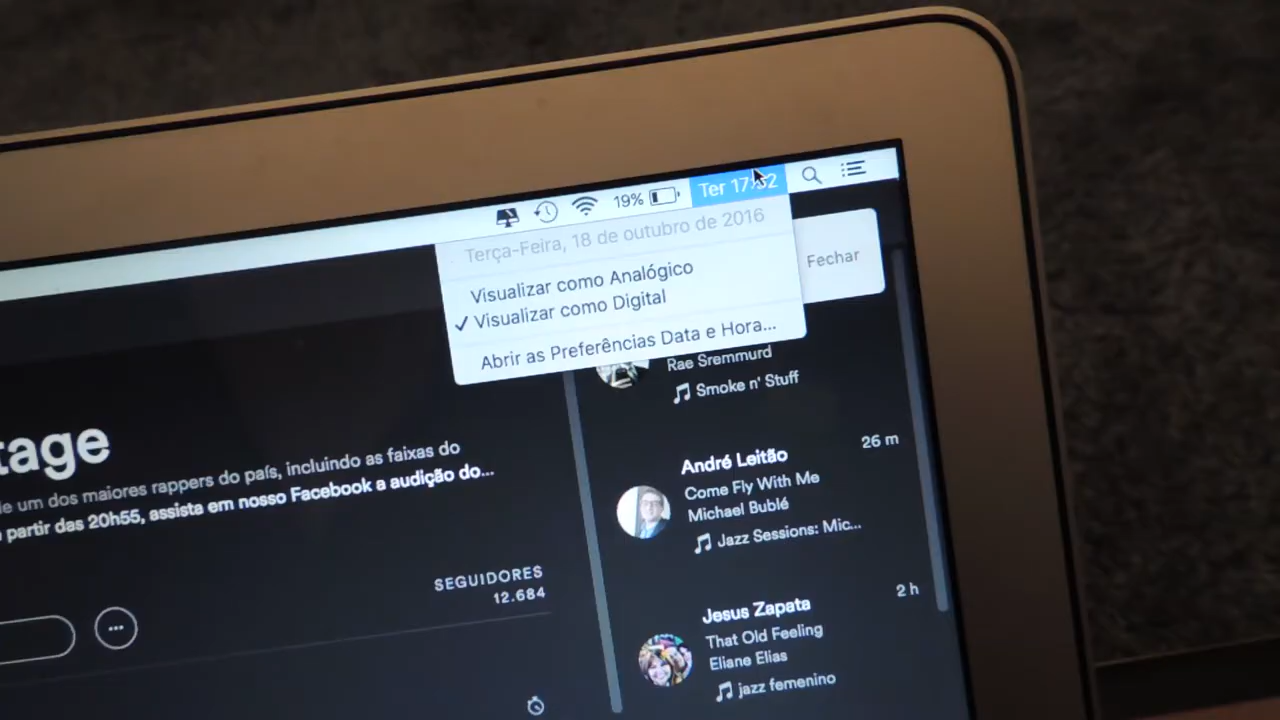 19%
Ter 17:32
Terça-Feira, 18 de outubro de 2016
Visualizar como Analógico
✓ Visualizar como Digital
Abrir as Preferências Data e Hora...
Fechar
Rae Sremmurd
Smoke n' Stuff
26 m
André Leitão
Come Fly With Me
Michael Bublé
Jazz Sessions: Mic...
2 h
Jesus Zapata
That Old Feeling
Eliane Elias
jazz femenino
tage
de um dos maiores rappers do país, incluindo as faixas do
a partir das 20h55, assista em nosso Facebook a audição do...
SEGUIDORES
12.684